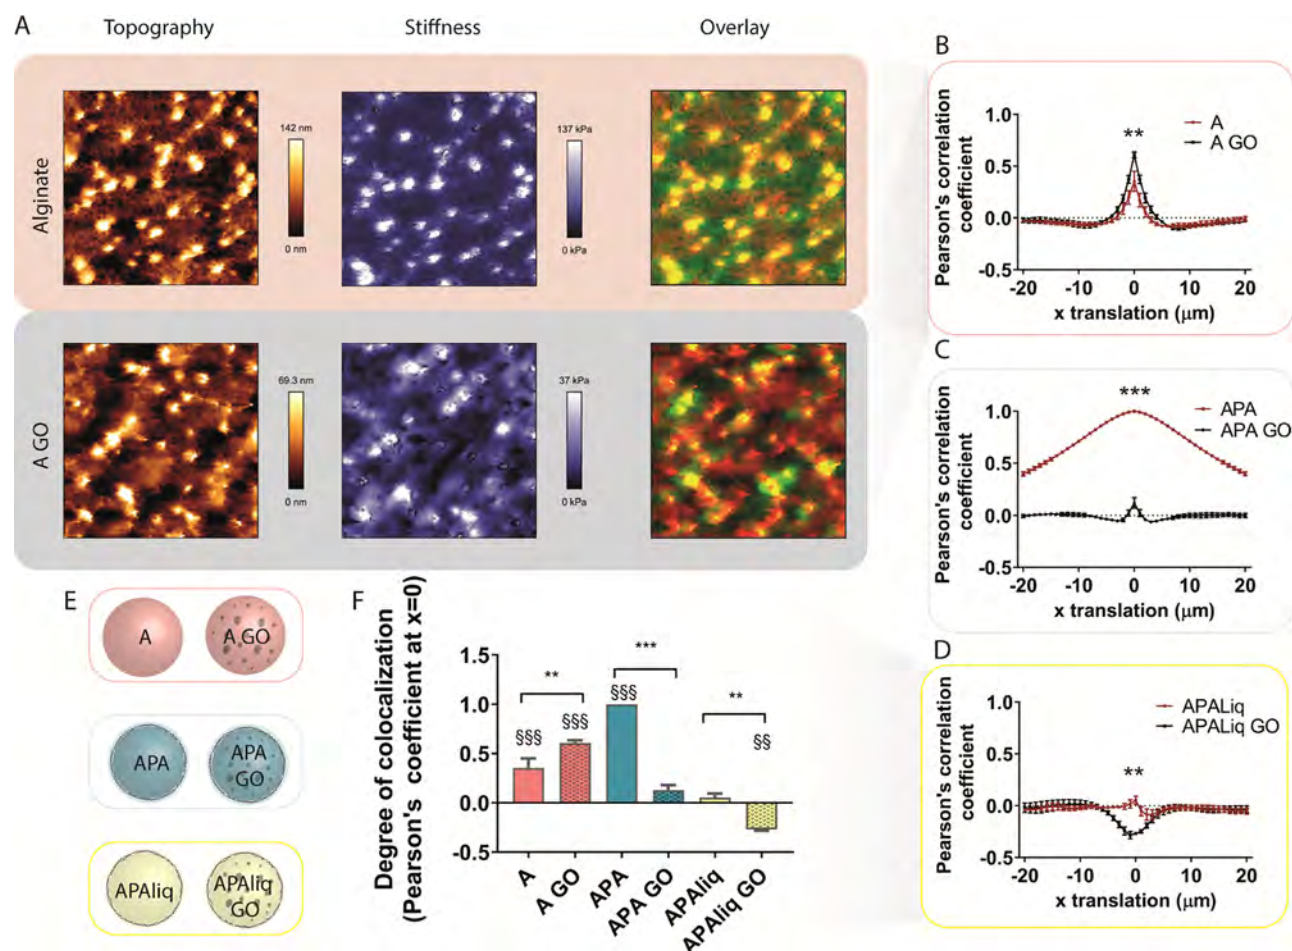 A
Topography
Stiffness
Overlay
Alginate
142 nm
0 nm
137 kPa
0 kPa
A GO
69.3 nm
0 nm
37 kPa
0 kPa
B
Pearson's correlation
coefficient
1.0
0.5
0.0
-0.5
**
A
A GO
-20
-10
0
10
20
x translation (μm)
C
Pearson's correlation
coefficient
1.0
0.5
0.0
-0.5
***
APA
APA GO
-20
-10
0
10
20
x translation (μm)
D
Pearson's correlation
coefficient
1.0
0.5
0.0
-0.5
**
APALiq
APALiq GO
-20
-10
0
10
20
x translation (μm)
E
A
A GO
APA
APA
GO
APAliq
APAliq
GO
F
Degree of colocalization
(Pearson's coefficient at x=0)
1.5
1.0
0.5
0.0
-0.5
**
***
**
§§§
§§§
§§§
§§
A
A GO
APA
APA GO
APAliq
APAliq GO